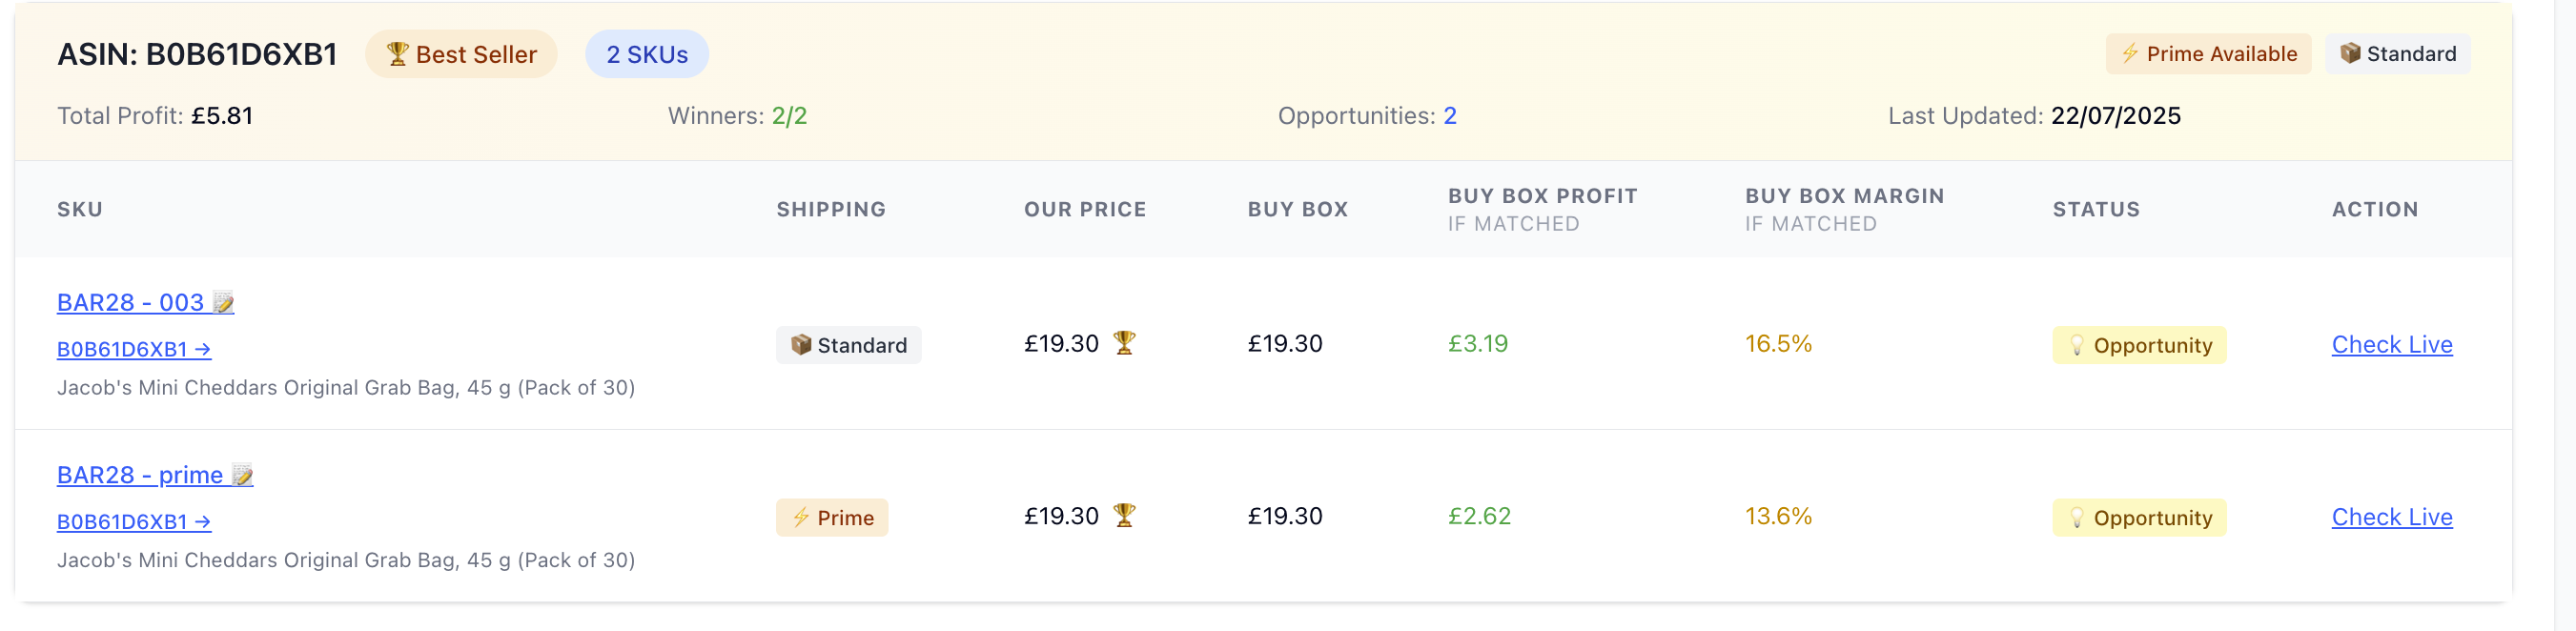 ASIN: B0B61D6XB1 🏆 Best Seller 2 SKUs ⚡ Prime Available 📦 Standard
Total Profit: £5.81 Winners: 2/2 Opportunities: 2 Last Updated: 22/07/2025
SKU SHIPPING OUR PRICE BUY BOX BUY BOX PROFIT BUY BOX MARGIN STATUS ACTION
IF MATCHED IF MATCHED
BAR28 - 003 📝
B0B61D6XB1 →
Jacob's Mini Cheddars Original Grab Bag, 45 g (Pack of 30)
📦 Standard £19.30 🏆 £19.30 £3.19 16.5% 💡 Opportunity Check Live
BAR28 - prime 📝
B0B61D6XB1 →
Jacob's Mini Cheddars Original Grab Bag, 45 g (Pack of 30)
⚡ Prime £19.30 🏆 £19.30 £2.62 13.6% 💡 Opportunity Check Live